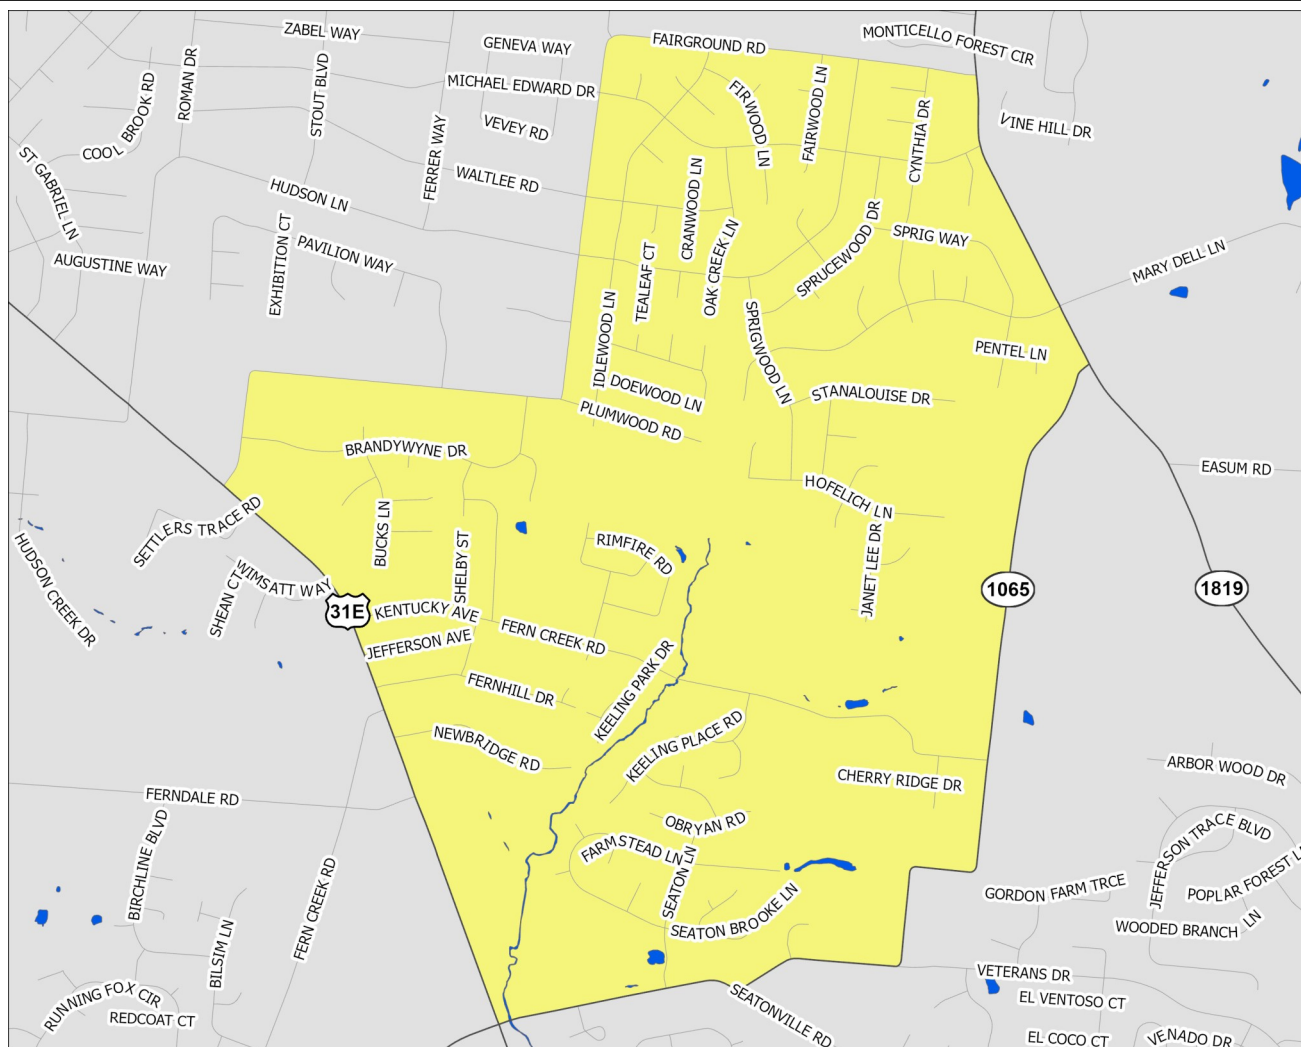 ZABEL WAY
GENEVA WAY
FAIRGROUND RD
MONTICELLO FOREST CIR
COOL BROOK RD
ROMAN DR
STOUT BLVD
MICHAEL EDWARD DR
FERRER WAY
VEVEY RD
FIRWOOD LN
FAIRWOOD LN
CYNTHIA DR
VINE HILL DR
ST GABRIEL LN
HUDSON LN
WALTLEE RD
CRANWOOD LN
AUGUSTINE WAY
EXHIBITION CT
PAVILION WAY
TEALEAF CT
OAK CREEK LN
SPRUCEWOOD DR
SPRIG WAY
MARY DELL LN
IDLEWOOD LN
SPRIGWOOD LN
PENTEL LN
DOEWOOD LN
STANALOUISE DR
PLUMWOOD RD
BRANDYWYNE DR
EASUM RD
HOFELICH LN
SETTLERS TRACE RD
BUCKS LN
SHELBY ST
RIMFIRE RD
JANET LEE DR
HUDSON CREEK DR
SHEAN CT
WIMSATT WAY
31E
KENTUCKY AVE
1065
1819
JEFFERSON AVE
FERN CREEK RD
KEELING PARK DR
FERNHILL DR
NEWBRIDGE RD
KEELING PLACE RD
CHERRY RIDGE DR
ARBOR WOOD DR
FERNDALE RD
BIRCHLINE BLVD
OBRYAN RD
FARMSTEAD LN
SEATON LN
JEFFERSON TRACE BLVD
FERN CREEK RD
GORDON FARM TRCE
POPLAR FOREST LN
BILSIM LN
SEATON BROOKE LN
WOODED BRANCH LN
VETERANS DR
RUNNING FOX CIR
REDCOAT CT
SEATONVILLE RD
EL VENTOSO CT
EL COCO CT
VENADO DR